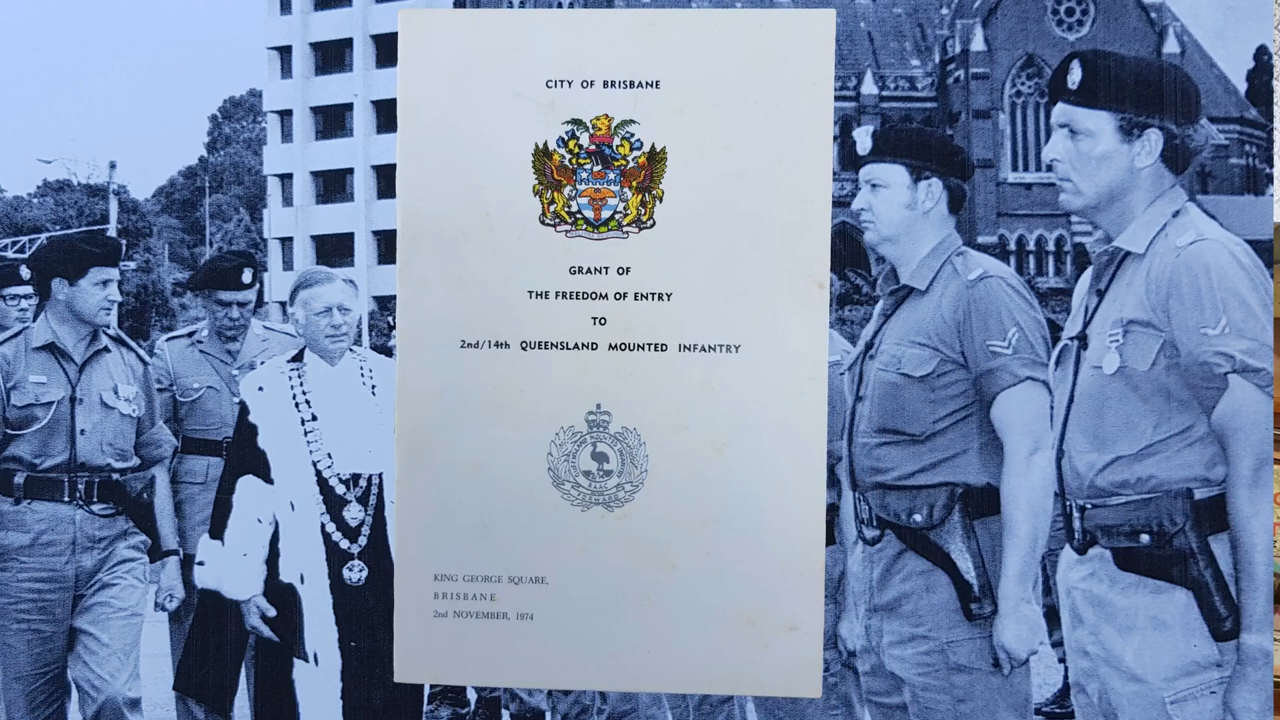 CITY OF BRISBANE
GRANT OF
THE FREEDOM OF ENTRY
TO
2nd/14th QUEENSLAND MOUNTED INFANTRY
FORWARD
KING GEORGE SQUARE,
BRISBANE
2nd NOVEMBER, 1974